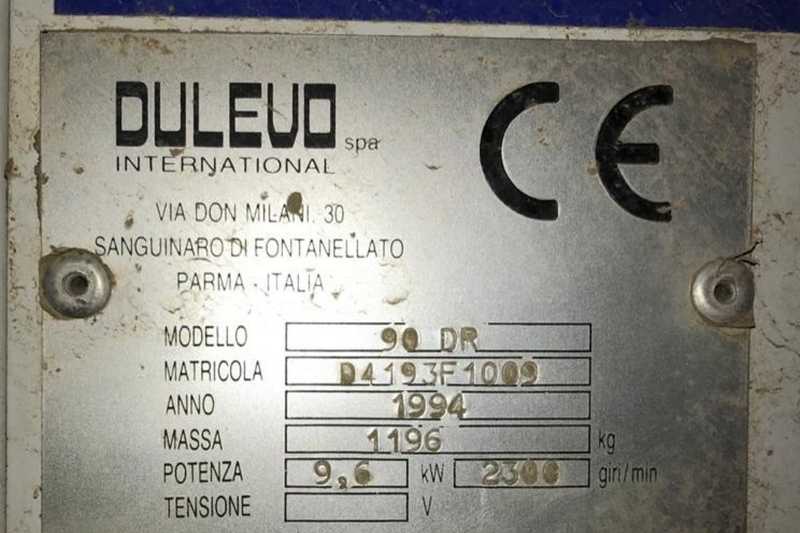 DULEVO spa
INTERNATIONAL
CE
VIA DON MILANI, 30
SANGUINARO DI FONTANELLATO
PARMA - ITALIA
MODELLO 90 DR
MATRICOLA D4193F1009
ANNO 1994
MASSA 1196 kg
POTENZA 9,6 kW 2300 giri/min
TENSIONE V